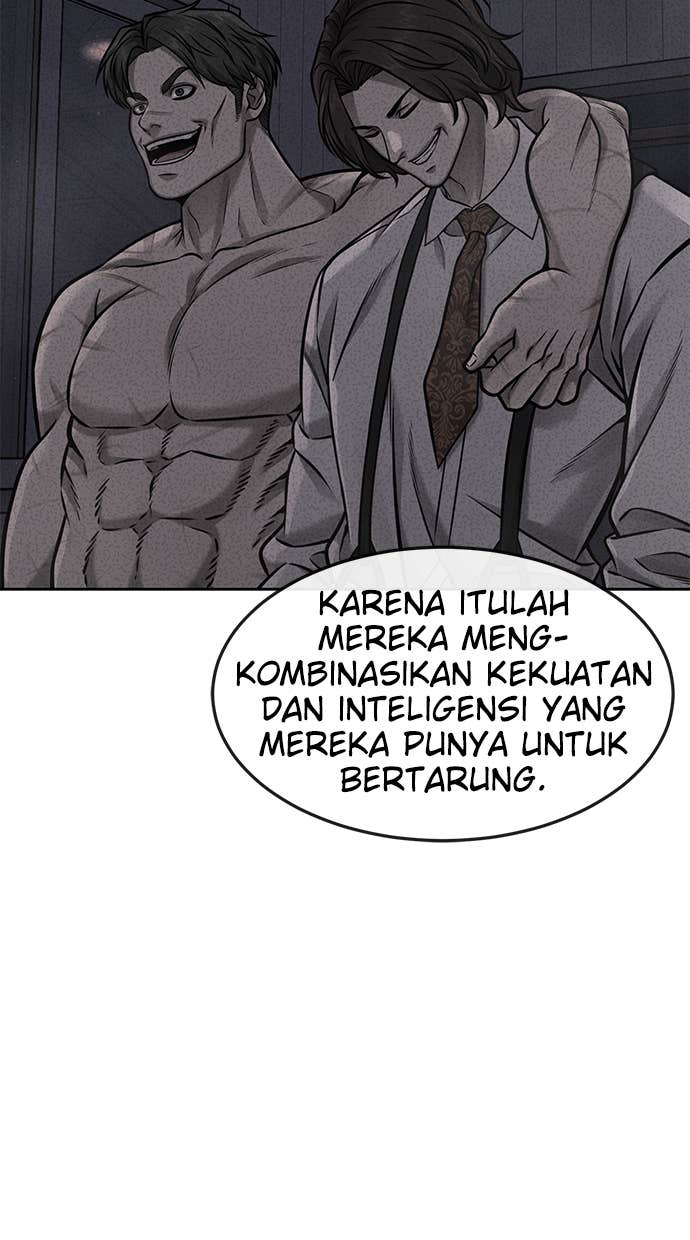 KARENA ITULAH
MEREKA MENG-
KOMBINASIKAN KEKUATAN
DAN INTELIGENSI YANG
MEREKA PUNYA UNTUK
BERTARUNG.